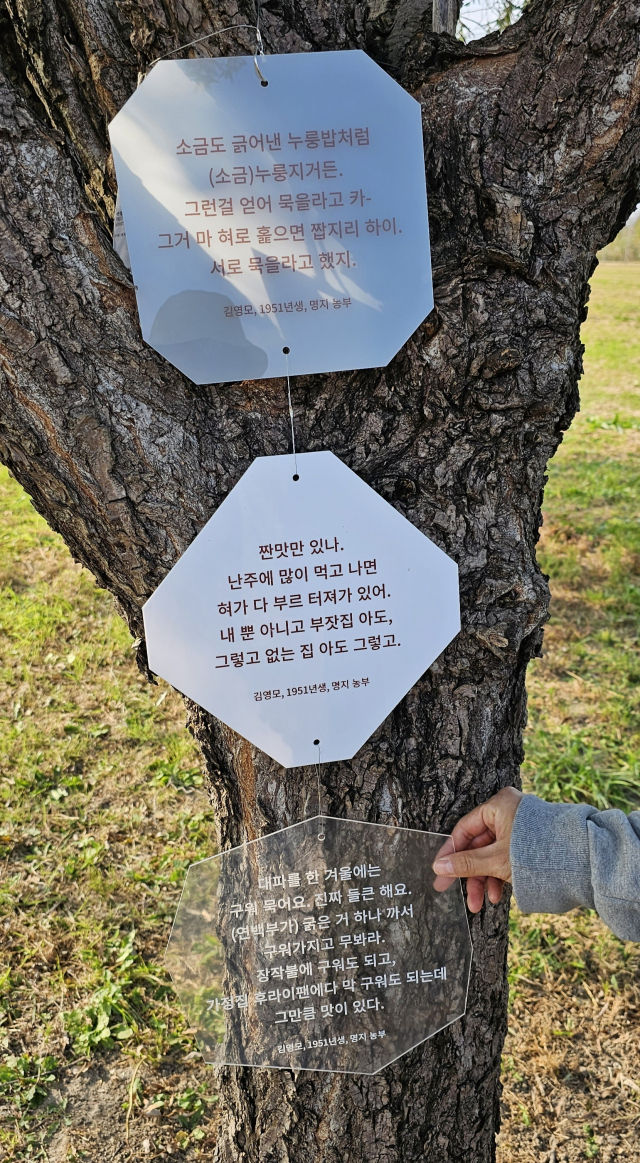 소금도 긁어낸 누룽밥처럼
(소금)누룽지거든.
그런걸 얻어 묵을라고 카-
그거 마 혀로 훑으면 짭지리 하이.
서로 묵을라고 했지.
김영모, 1951년생, 명지 농부
짠맛만 있나.
난주에 많이 먹고 나면
혀가 다 부르 터져가 있어.
내 뿐 아니고 부잣집 아도,
그렇고 없는 집 아도 그렇고.
김영모, 1951년생, 명지 농부
대파를 한 겨울에는
구워 묵어요. 진짜 들큰 해요.
(연백부가) 굵은 거 하나 까서
구워가지고 무봐라.
장작불에 구워도 되고,
가정집 후라이팬에다 막 구워도 되는데
그만큼 맛이 있다.
김영모, 1951년생, 명지 농부